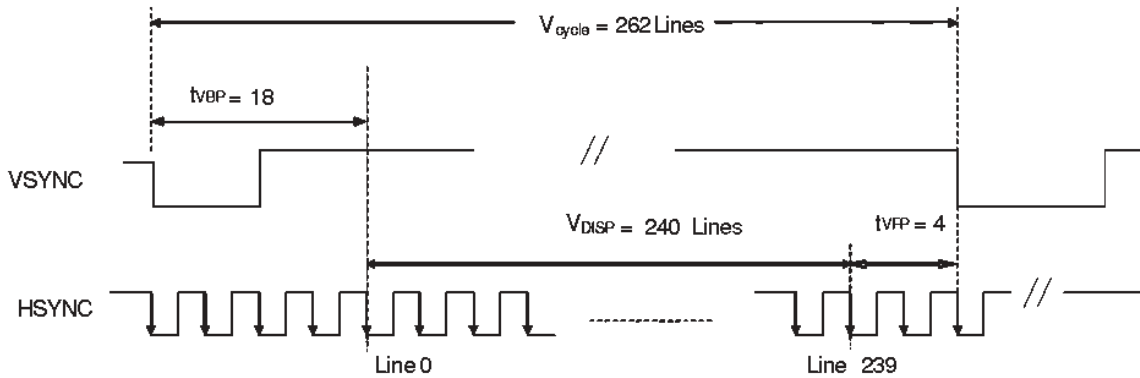 Vcycle = 262 Lines
tVBP = 18
VSYNC
VDISP = 240 Lines
tVFP = 4
HSYNC
Line 0
Line 239